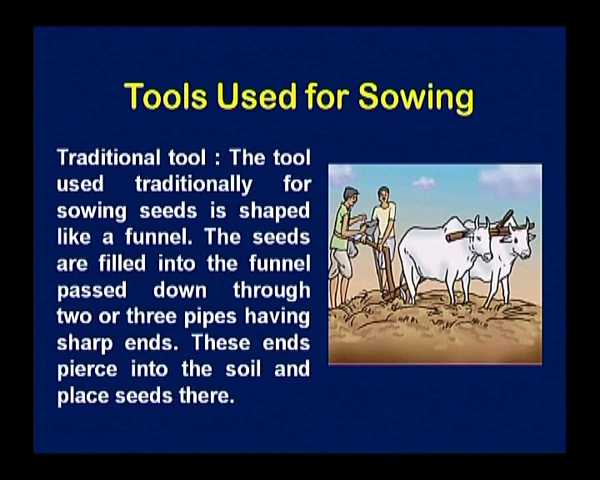 Tools Used for Sowing
Traditional tool : The tool
used traditionally for
sowing seeds is shaped
like a funnel. The seeds
are filled into the funnel
passed down through
two or three pipes having
sharp ends. These ends
pierce into the soil and
place seeds there.